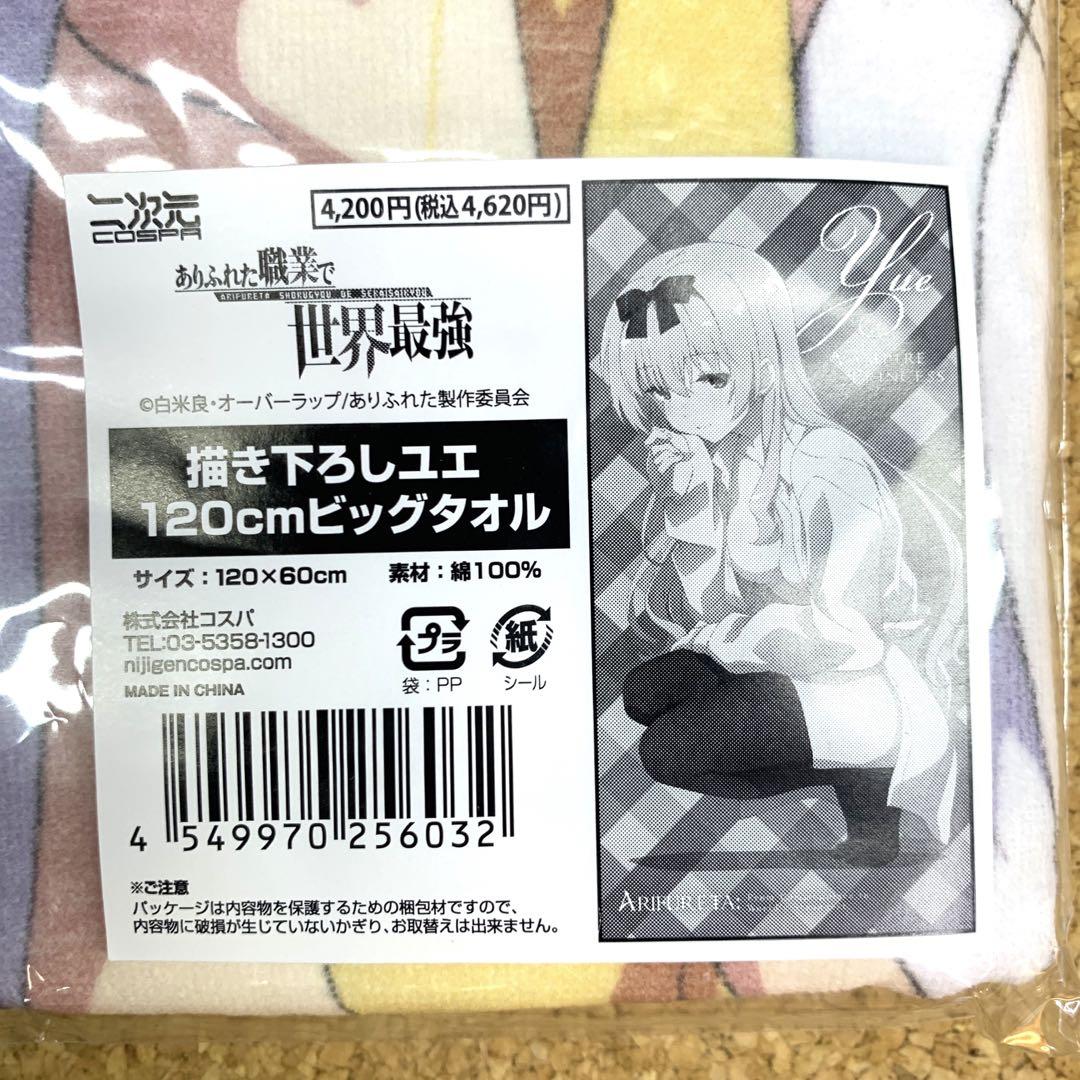 二次元
COSPA
4,200円(税込4,620円)
ありふれた職業で
ARIFURETA SHOKUGYOU DE SEKAISAIKYOU
世界最強
©白米良・オーバーラップ/ありふれた製作委員会
描き下ろしユエ
120cmビッグタオル
サイズ：120×60cm 素材：綿100%
株式会社コスパ
TEL:03-5358-1300
nijigencospa.com
MADE IN CHINA
プラ
袋：PP
紙
シール
4 549970 256032
※ご注意
パッケージは内容物を保護するための梱包材ですので、
内容物に破損が生じていないかぎり、お取替えは出来ません。
Yue
ARIFURETA: